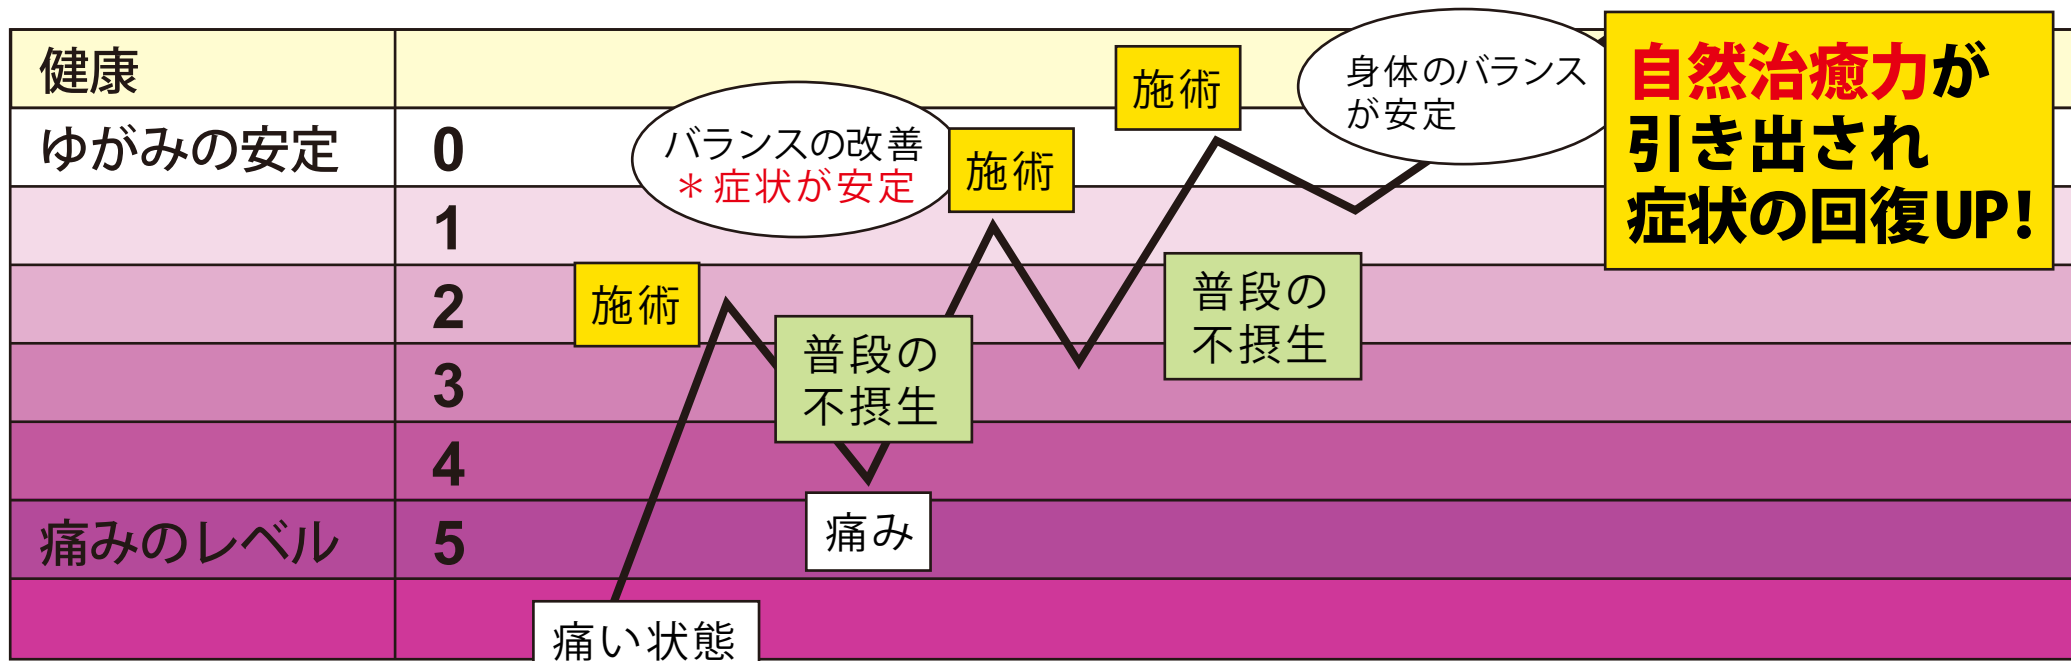 健康
ゆがみの安定 0
1
2
3
4
痛みのレベル 5
痛い状態
施術
バランスの改善
＊症状が安定
普段の
不摂生
痛み
施術
普段の
不摂生
施術
身体のバランス
が安定
自然治癒力が
引き出され
症状の回復UP!